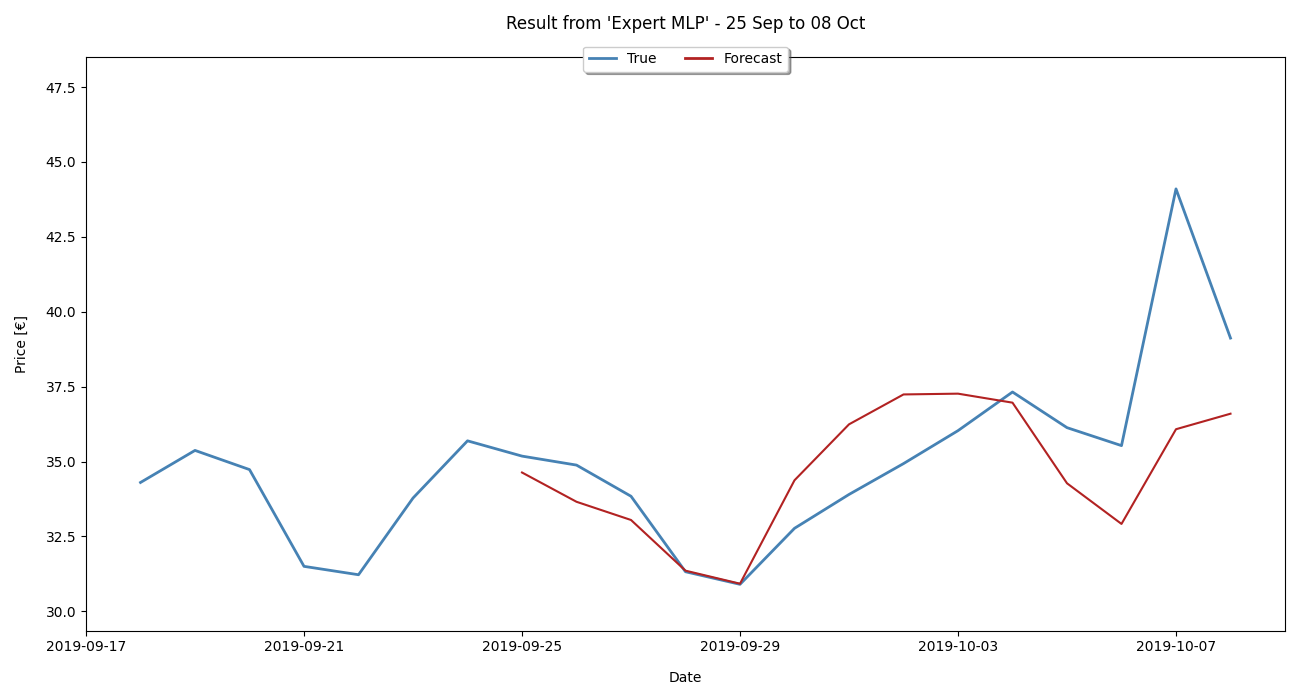 Result from 'Expert MLP' - 25 Sep to 08 Oct
True Forecast
47.5
45.0
42.5
40.0
37.5
35.0
32.5
30.0
Price [€]
2019-09-17 2019-09-21 2019-09-25 2019-09-29 2019-10-03 2019-10-07
Date